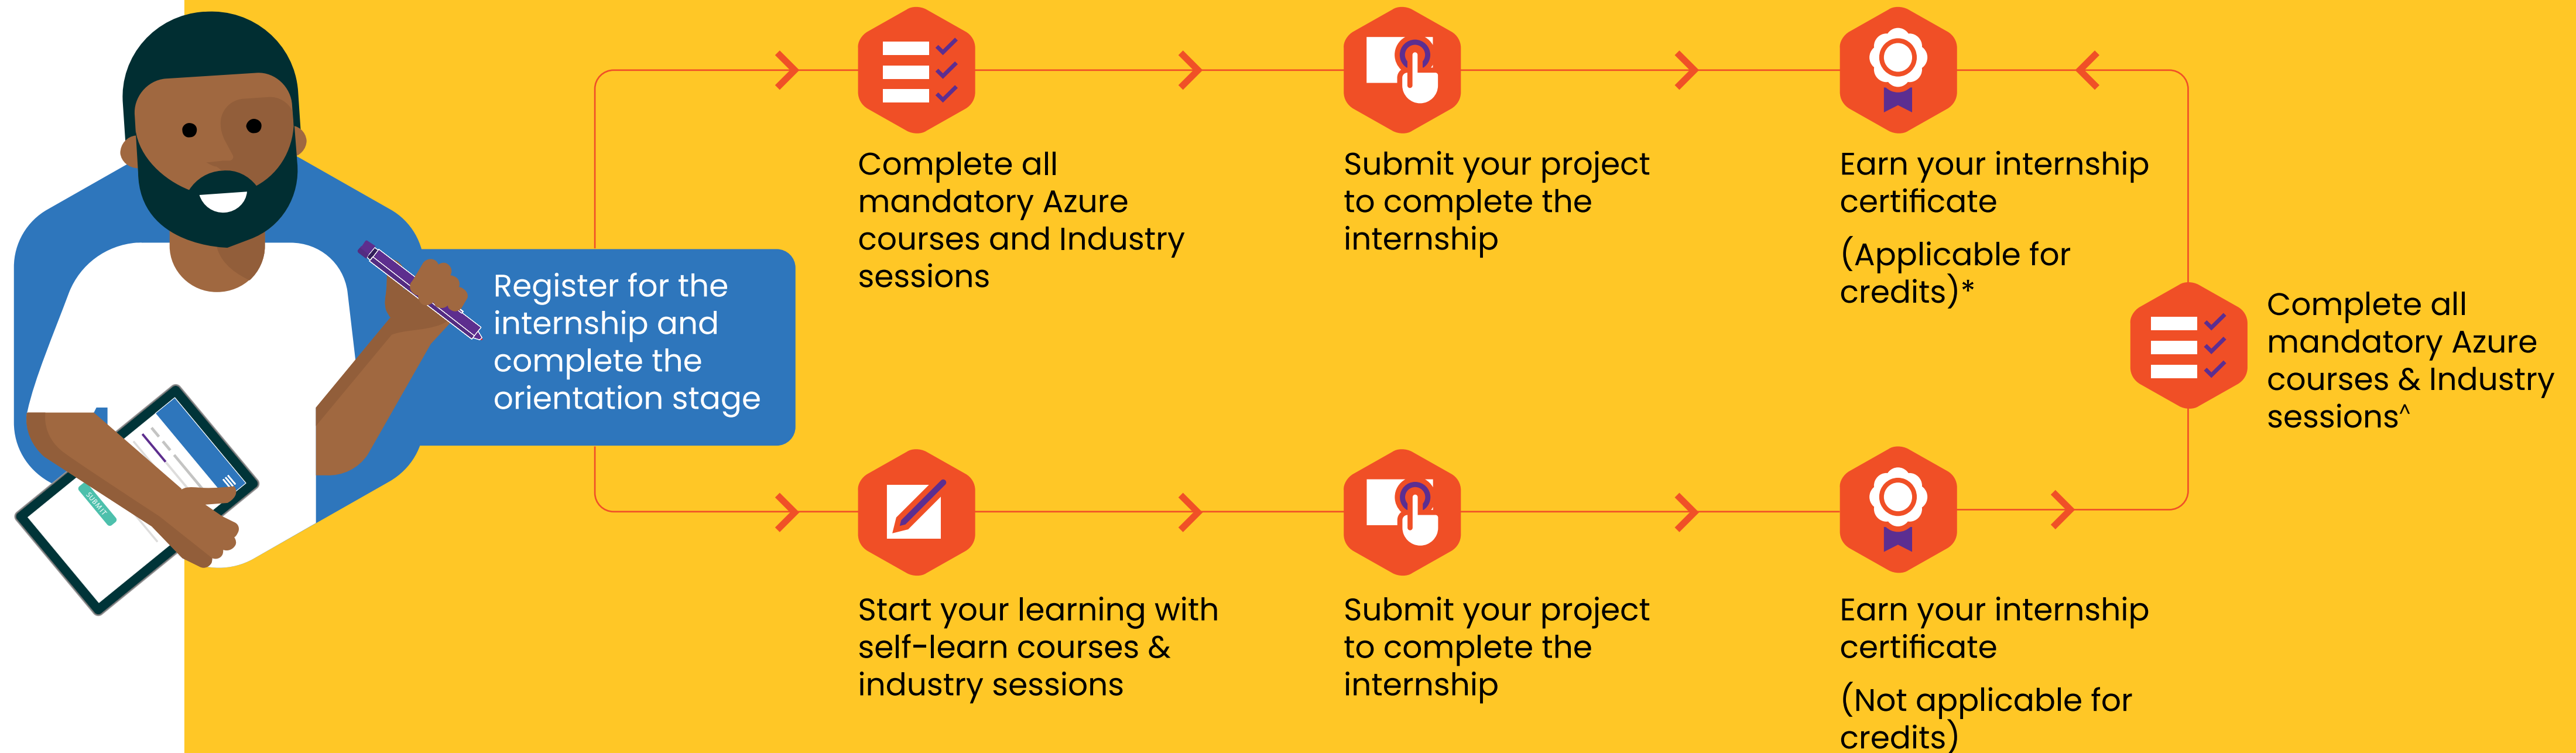 Register for the
internship and
complete the
orientation stage
Complete all
mandatory Azure
courses and Industry
sessions
Submit your project
to complete the
internship
Earn your internship
certificate
(Applicable for
credits)*
Complete all
mandatory Azure
courses & Industry
sessions^
Start your learning with
self-learn courses &
industry sessions
Submit your project
to complete the
internship
Earn your internship
certificate
(Not applicable for
credits)
SUBMIT